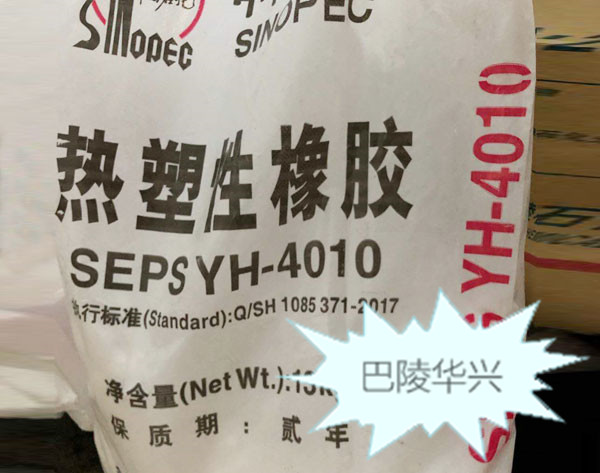 SINOPEC
SINOPEC
热塑性橡胶
SEPS YH-4010
执行标准(Standard):Q/SH 1085 371-2017
净含量(Net Wt.):
保质期:贰年
巴陵华兴
YH-4010